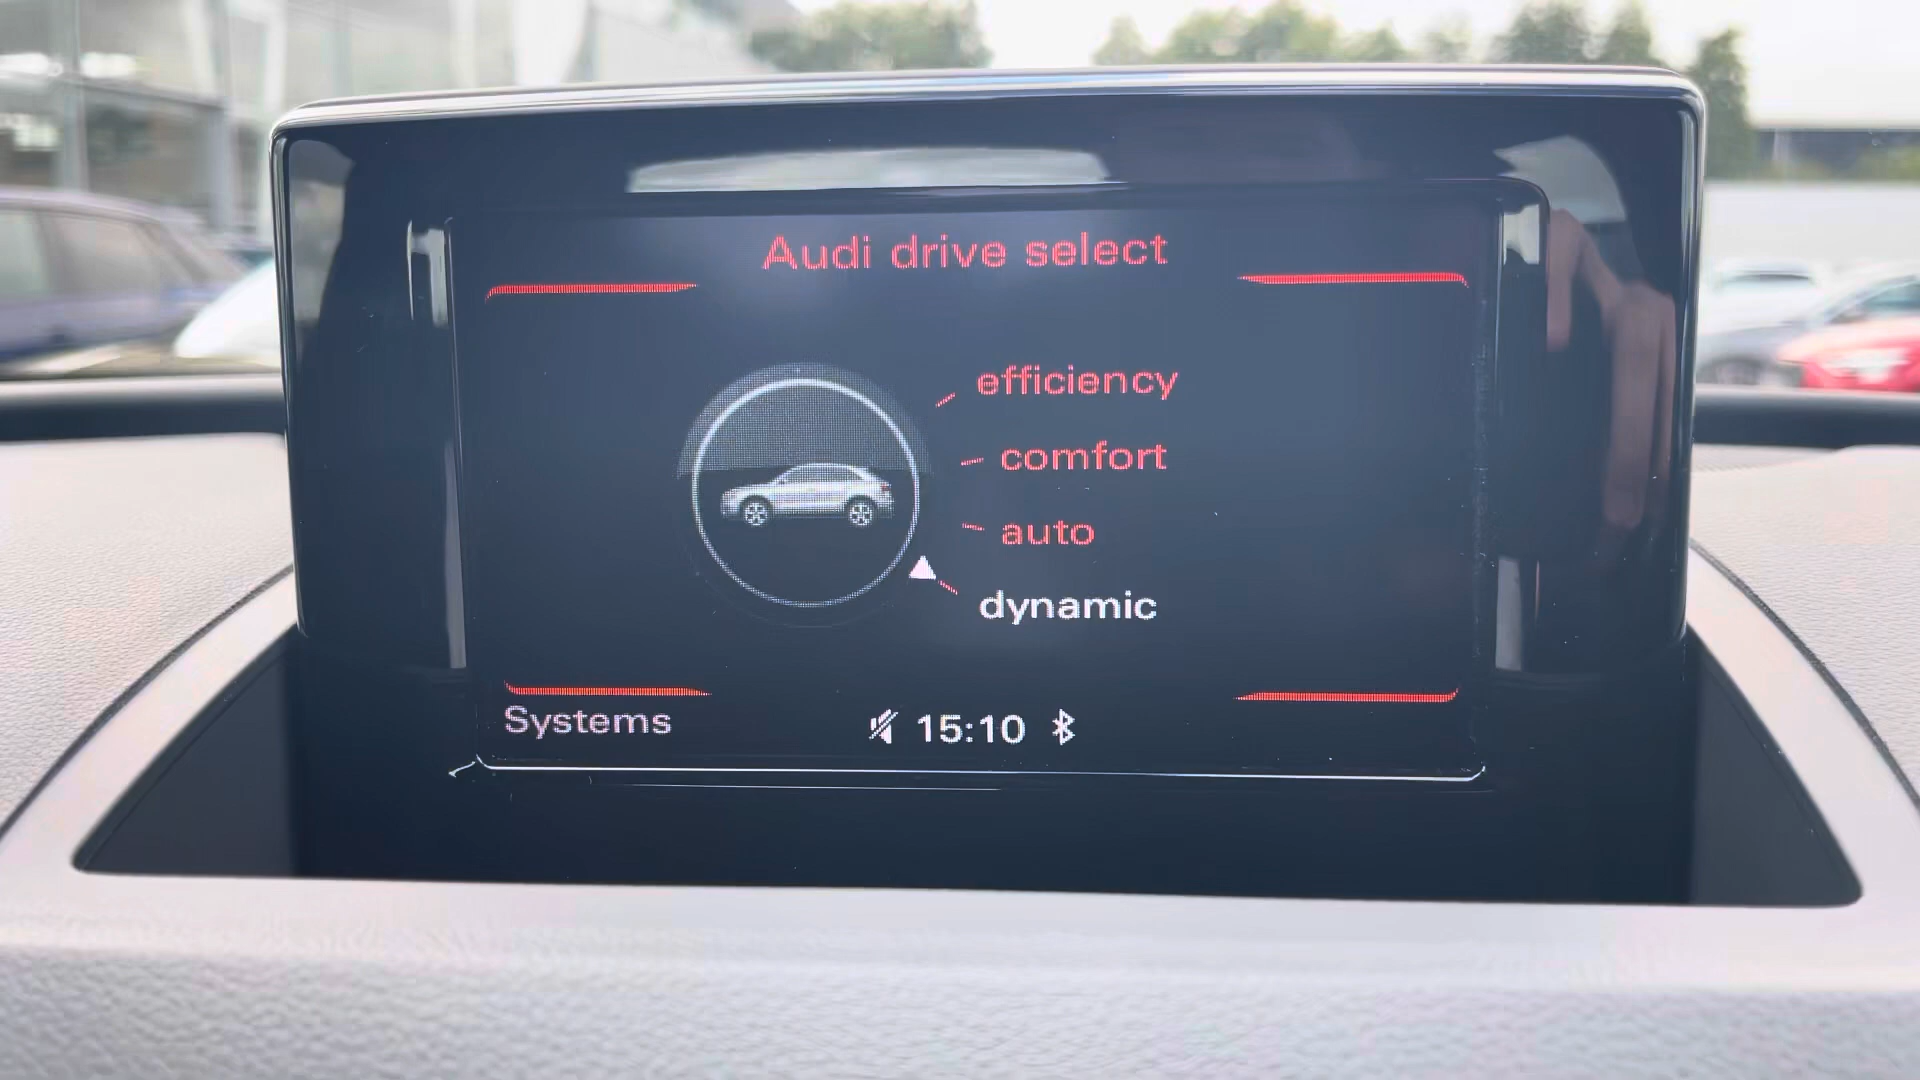 Audi drive select
efficiency
comfort
auto
dynamic
Systems
15:10